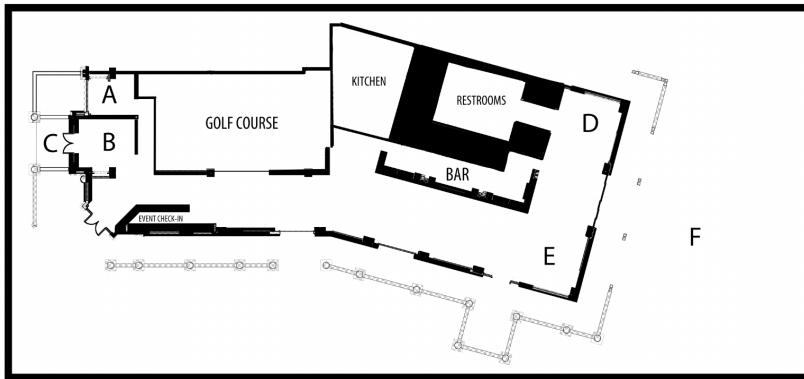 A
KITCHEN
RESTROOMS
GOLF COURSE
D
C
B
BAR
EVENT CHECK-IN
E
F